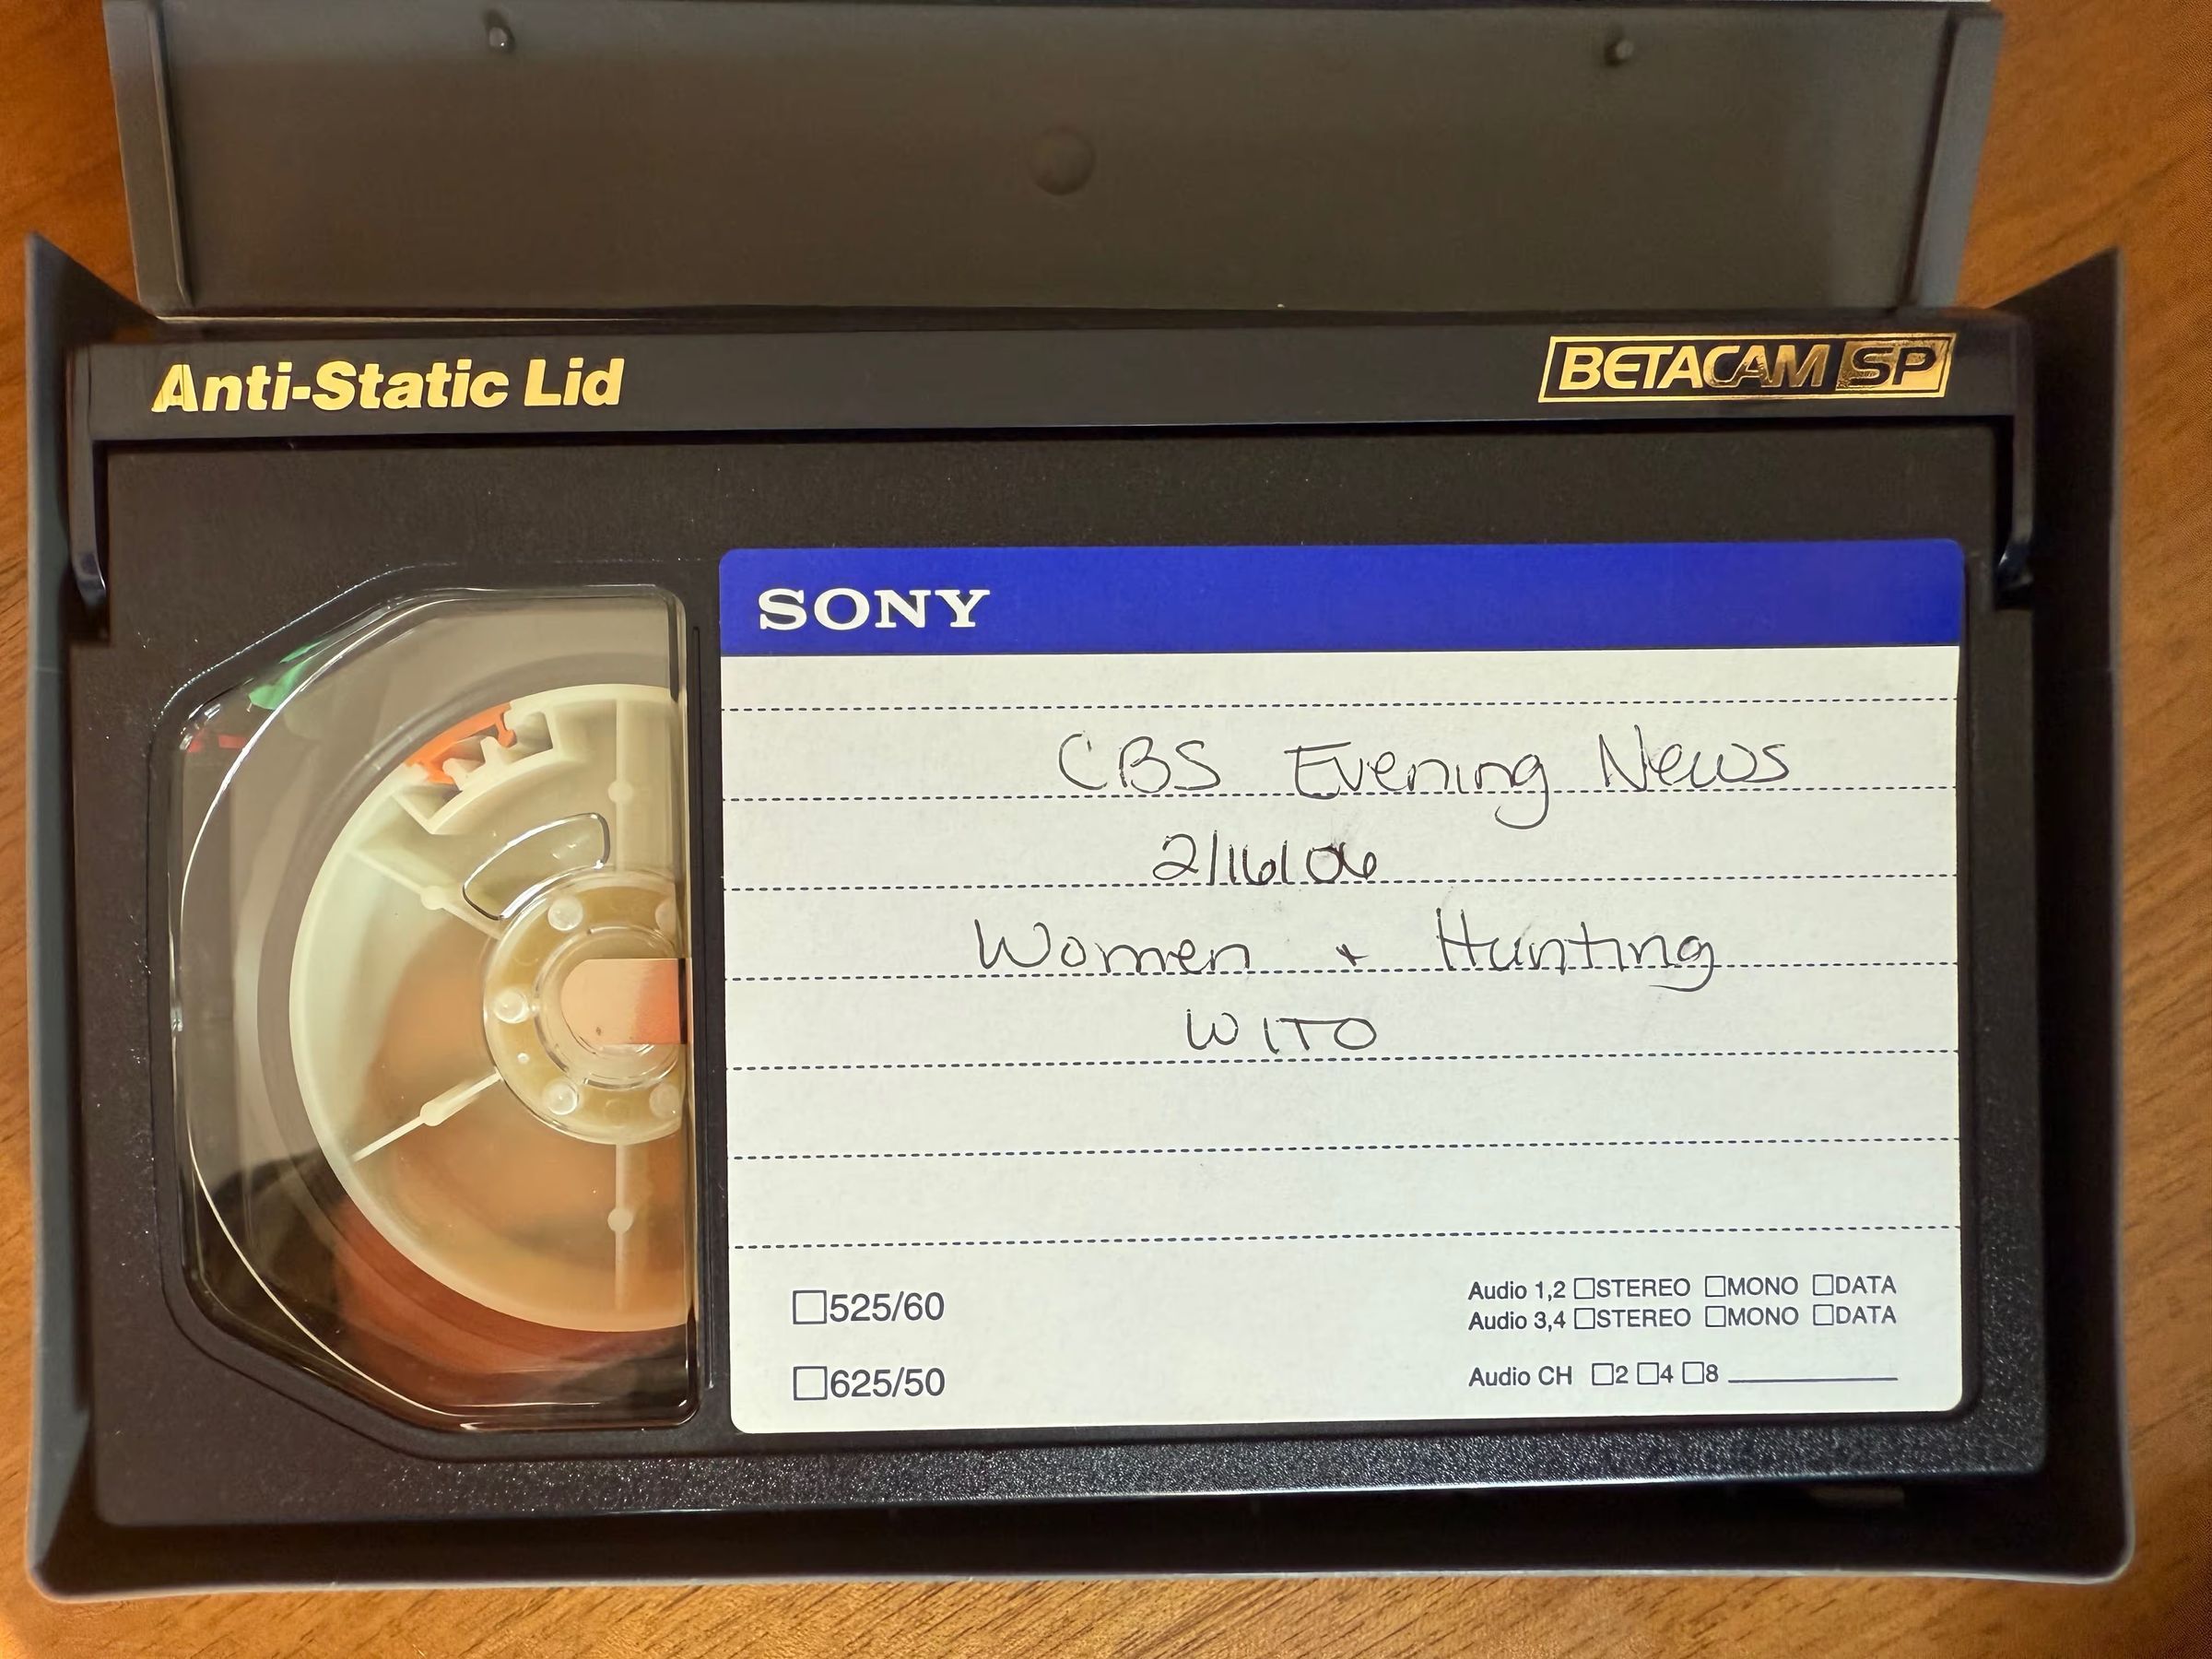 Anti-Static Lid
BETACAM SP
SONY
CBS Evening News
2/16/06
Women + Hunting
WITO
☐525/60
☐625/50
Audio 1,2 ☐STEREO ☐MONO ☐DATA
Audio 3,4 ☐STEREO ☐MONO ☐DATA
Audio CH ☐2 ☐4 ☐8